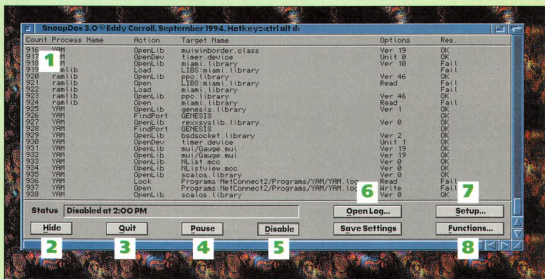 SnoopDos 3.0 © Eddy Carroll, September 1994. Hotkey=<ctrl alt d>
Count Process Name Action Target Name Options Res.
916 YAM OpenLib muiwinborder.class Ver 19 OK
917 YAM OpenDev timer.device Unit 0 OK
918 YAM OpenLib miami.library Ver 10 Fail
919 ramlib Load LIBS:miami.library Fail
920 ramlib OpenLib ppc.library Ver 46 OK
921 ramlib Open LIBS:miami.library Read Fail
922 ramlib Load miami.library Fail
923 ramlib OpenLib ppc.library Ver 46 OK
924 ramlib Open miami.library Read Fail
925 YAM OpenLib genesis.library Ver 1 OK
926 YAM FindPort GENESIS OK
927 YAM OpenLib rexxsyslib.library Ver 0 OK
928 YAM FindPort GENESIS OK
929 YAM OpenLib bsdsocket.library Ver 2 OK
930 YAM OpenDev timer.device Unit 1 OK
931 YAM OpenLib mui/Gauge.mui Ver 19 OK
932 YAM OpenLib mui/Gauge.mui Ver 19 OK
933 YAM OpenLib NList.mcc Ver 0 OK
934 YAM OpenLib NListview.mcc Ver 0 OK
935 YAM OpenLib scalos.library Ver 0 OK
936 YAM Lock Programs:NetConnect2/Programs/YAM/YAM.log Read Fail
937 YAM Open Programs:NetConnect2/Programs/YAM/YAM.log Write Fail
938 YAM OpenLib scalos.library Ver 0 OK
1
6
7
Status Disabled at 2:00 PM Open Log... Setup...
Hide Quit Pause Disable Save Settings Functions...
2
3
4
5
8